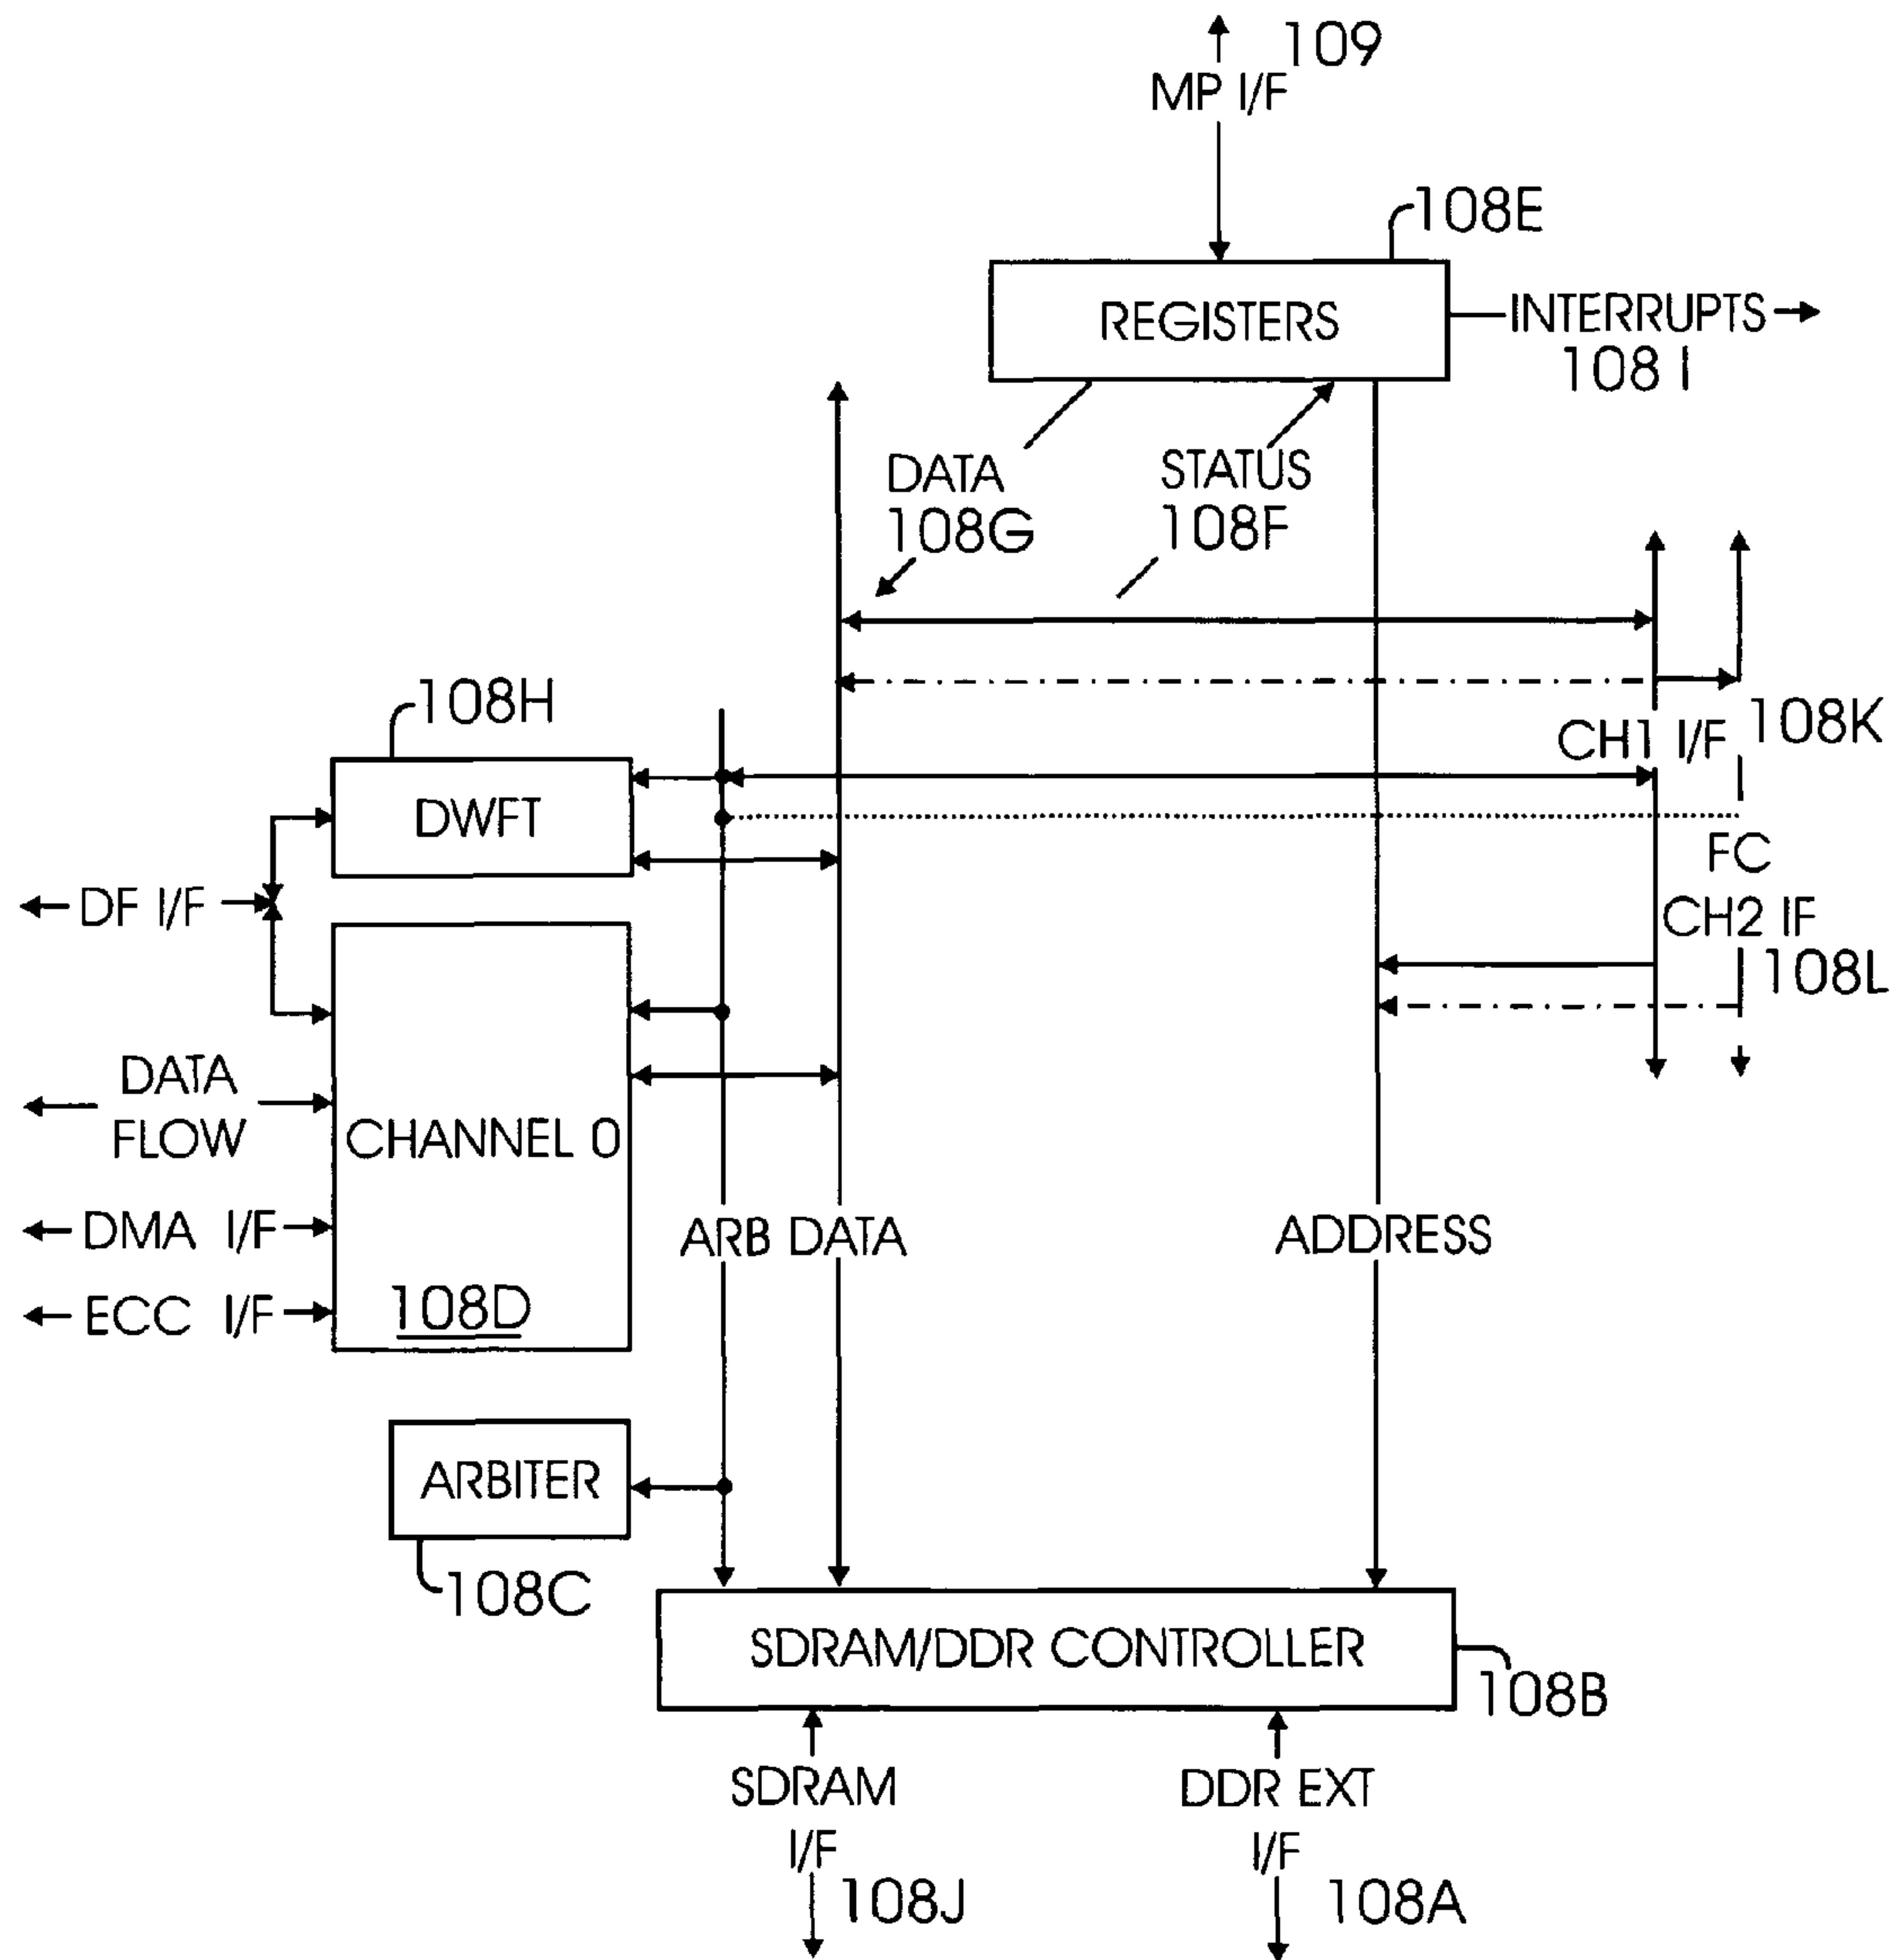 109
MP I/F
108E
REGISTERS
INTERRUPTS
108 I
DATA
108G
STATUS
108F
108H
108K
CH1 I/F
DWFT
FC
DF I/F
CH2 IF
108L
DATA
FLOW
CHANNEL 0
DMA I/F
ARB DATA
ADDRESS
ECC I/F
108D
ARBITER
108C
SDRAM/DDR CONTROLLER
108B
SDRAM
I/F
108J
DDR EXT
I/F
108A